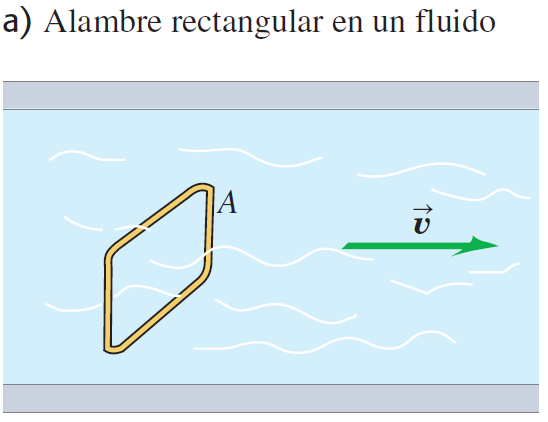 a) Alambre rectangular en un fluido
A
v⃗